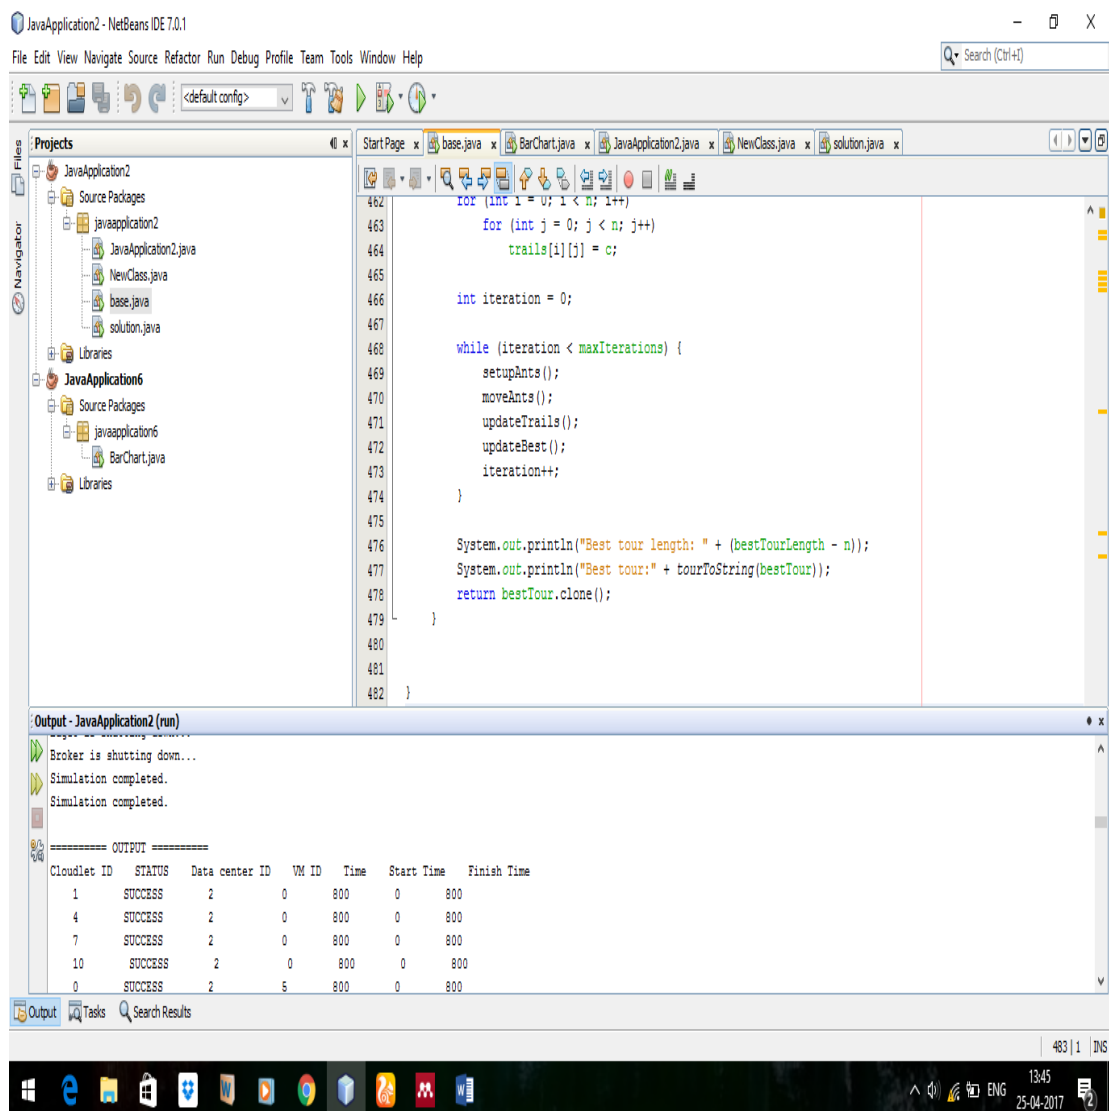 JavaApplication2 - NetBeans IDE 7.0.1
File Edit View Navigate Source Refactor Run Debug Profile Team Tools Window Help
Search (Ctrl+I)
<default config>
Files
Navigator
Projects
JavaApplication2
Source Packages
javaapplication2
JavaApplication2.java
NewClass.java
base.java
solution.java
Libraries
JavaApplication6
Source Packages
javaapplication6
BarChart.java
Libraries
Start Page x base.java x BarChart.java x JavaApplication2.java x NewClass.java x solution.java x
462 for (int i = 0; i < n; i++)
463 for (int j = 0; j < n; j++)
464 trails[i][j] = c;
465
466 int iteration = 0;
467
468 while (iteration < maxIterations) {
469 setupAnts();
470 moveAnts();
471 updateTrails();
472 updateBest();
473 iteration++;
474 }
475
476 System.out.println("Best tour length: " + (bestTourLength - n));
477 System.out.println("Best tour:" + tourToString(bestTour));
478 return bestTour.clone();
479 }
480
481
482 }
Output - JavaApplication2 (run)
Broker is shutting down...
Simulation completed.
Simulation completed.
========== OUTPUT ==========
Cloudlet ID STATUS Data center ID VM ID Time Start Time Finish Time
1 SUCCESS 2 0 800 0 800
4 SUCCESS 2 0 800 0 800
7 SUCCESS 2 0 800 0 800
10 SUCCESS 2 0 800 0 800
0 SUCCESS 2 5 800 0 800
Output Tasks Search Results
483 | 1 INS
ENG
13:45
25-04-2017
2